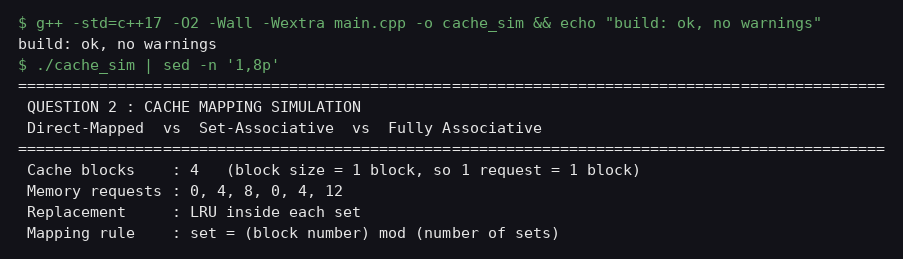 $ g++ -std=c++17 -O2 -Wall -Wextra main.cpp -o cache_sim && echo "build: ok, no warnings"
build: ok, no warnings
$ ./cache_sim | sed -n '1,8p'
================================================================================================
 QUESTION 2 : CACHE MAPPING SIMULATION
 Direct-Mapped  vs  Set-Associative  vs  Fully Associative
================================================================================================
 Cache blocks    : 4   (block size = 1 block, so 1 request = 1 block)
 Memory requests : 0, 4, 8, 0, 4, 12
 Replacement     : LRU inside each set
 Mapping rule    : set = (block number) mod (number of sets)